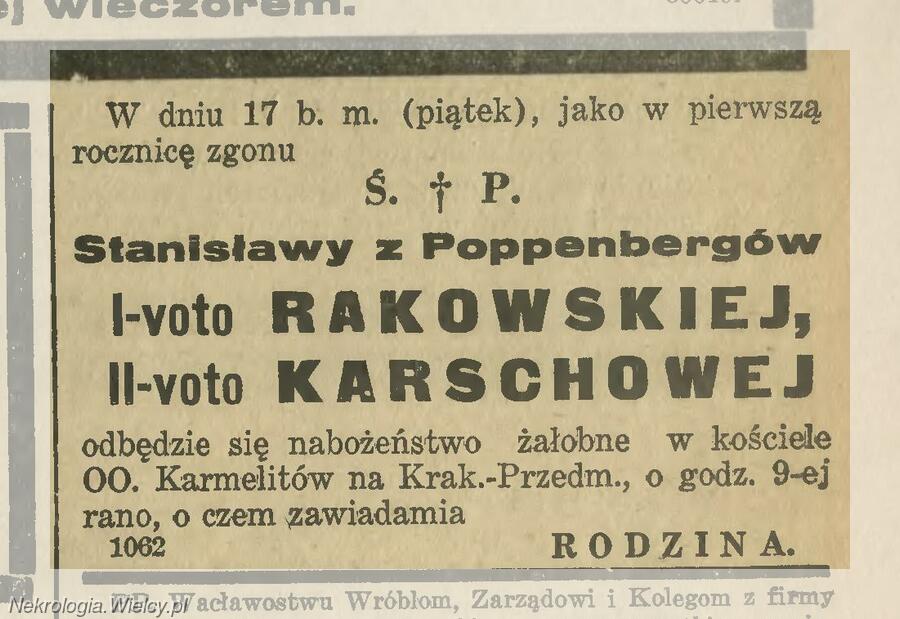 wieczorem.
W dniu 17 b. m. (piątek), jako w pierwszą
rocznicę zgonu
Ś. † P.
Stanisławy z Poppenbergów
I-voto RAKOWSKIEJ,
II-voto KARSCHOWEJ
odbędzie się nabożeństwo żałobne w kościele
OO. Karmelitów na Krak.-Przedm., o godz. 9-ej
rano, o czem zawiadamia
1062 RODZINA.
Wacławostwu Wróblom, Zarządowi i Kolegom z firmy
Nekrologia.Wielcy.pl